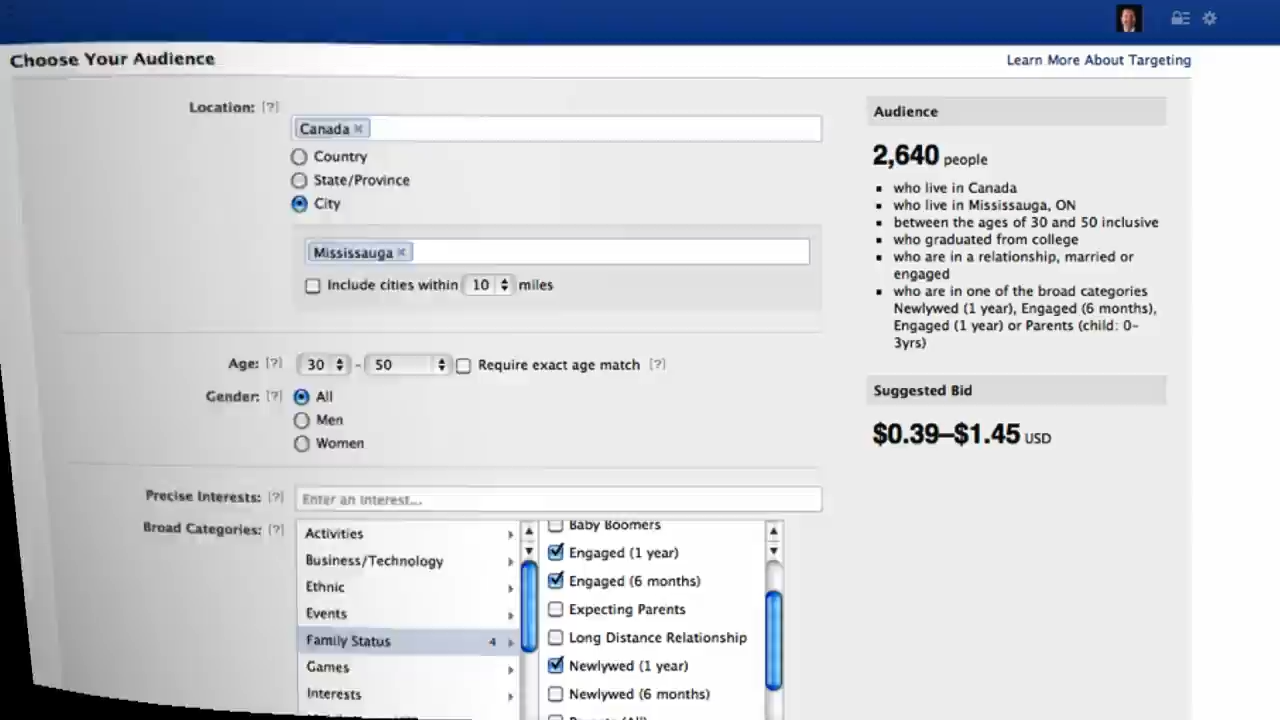 Choose Your Audience
Learn More About Targeting
Location: [?]
Canada ×
Country
State/Province
City
Mississauga ×
Include cities within 10 miles
Age: [?] 30 - 50 Require exact age match [?]
Gender: [?] All
Men
Women
Precise Interests: [?] Enter an interest...
Broad Categories: [?]
Activities
Business/Technology
Ethnic
Events
Family Status 4
Games
Interests
Baby Boomers
Engaged (1 year)
Engaged (6 months)
Expecting Parents
Long Distance Relationship
Newlywed (1 year)
Newlywed (6 months)
Parents (All)
Audience
2,640 people
who live in Canada
who live in Mississauga, ON
between the ages of 30 and 50 inclusive
who graduated from college
who are in a relationship, married or
engaged
who are in one of the broad categories
Newlywed (1 year), Engaged (6 months),
Engaged (1 year) or Parents (child: 0-
3yrs)
Suggested Bid
$0.39–$1.45 USD